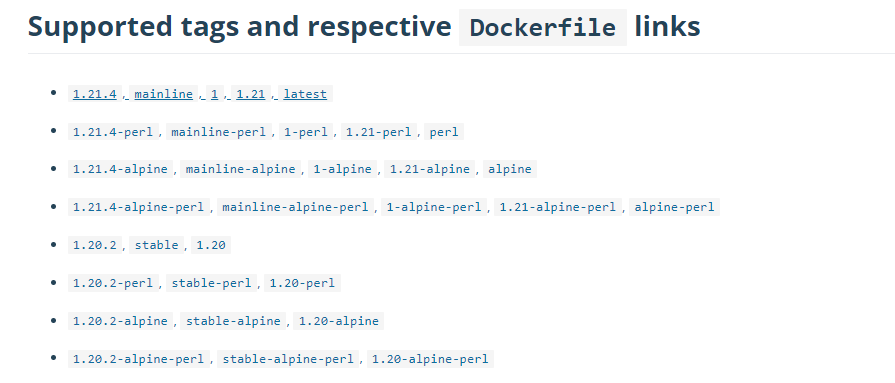 Supported tags and respective Dockerfile links
1.21.4, mainline, 1, 1.21, latest
1.21.4-perl, mainline-perl, 1-perl, 1.21-perl, perl
1.21.4-alpine, mainline-alpine, 1-alpine, 1.21-alpine, alpine
1.21.4-alpine-perl, mainline-alpine-perl, 1-alpine-perl, 1.21-alpine-perl, alpine-perl
1.20.2, stable, 1.20
1.20.2-perl, stable-perl, 1.20-perl
1.20.2-alpine, stable-alpine, 1.20-alpine
1.20.2-alpine-perl, stable-alpine-perl, 1.20-alpine-perl